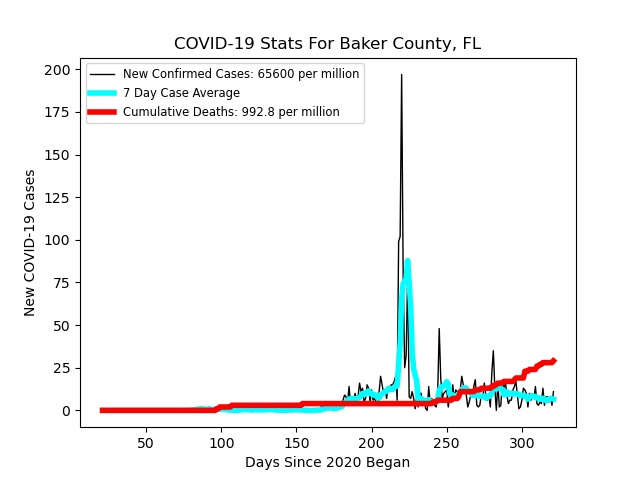 COVID-19 Stats For Baker County, FL
New Confirmed Cases: 65600 per million
7 Day Case Average
Cumulative Deaths: 992.8 per million
New COVID-19 Cases
200
175
150
125
100
75
50
25
0
50
100
150
200
250
300
Days Since 2020 Began